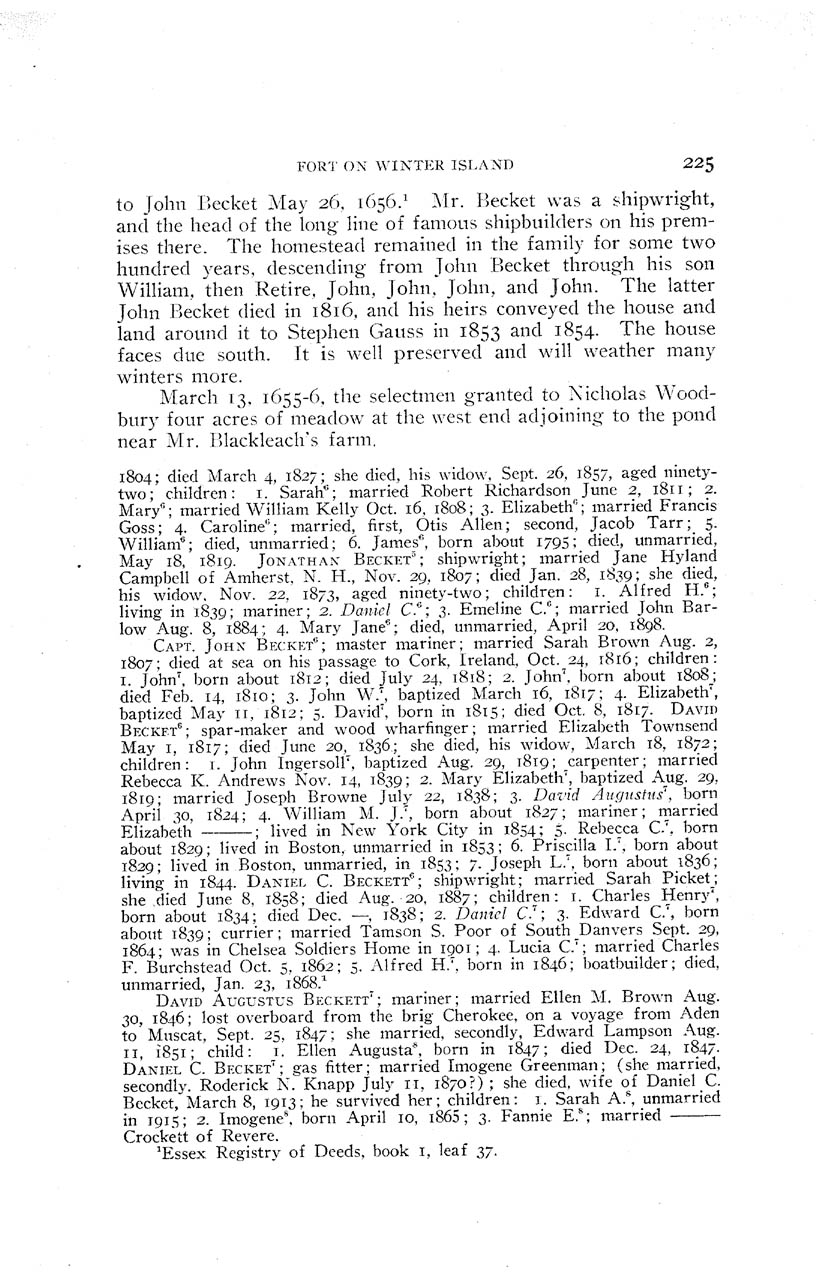 FORT ON WINTER ISLAND 225
to John Becket May 26, 1656.¹ Mr. Becket was a shipwright,
and the head of the long line of famous shipbuilders on his prem-
ises there. The homestead remained in the family for some two
hundred years, descending from John Becket through his son
William, then Retire, John, John, John, and John. The latter
John Becket died in 1816, and his heirs conveyed the house and
land around it to Stephen Gauss in 1853 and 1854. The house
faces due south. It is well preserved and will weather many
winters more.
March 13, 1655-6, the selectmen granted to Nicholas Wood-
bury four acres of meadow at the west end adjoining to the pond
near Mr. Blackleach's farm.
1804; died March 4, 1827; she died, his widow, Sept. 26, 1857, aged ninety-
two; children: 1. Sarah⁶; married Robert Richardson June 2, 1811; 2.
Mary⁶; married William Kelly Oct. 16, 1808; 3. Elizabeth⁶; married Francis
Goss; 4. Caroline⁶; married, first, Otis Allen; second, Jacob Tarr; 5.
William⁶; died, unmarried; 6. James⁶, born about 1795; died, unmarried,
May 18, 1819. JONATHAN BECKET⁵; shipwright; married Jane Hyland
Campbell of Amherst, N. H., Nov. 29, 1807; died Jan. 28, 1839; she died,
his widow, Nov. 22, 1873, aged ninety-two; children: 1. Alfred H.⁶;
living in 1839; mariner; 2. Daniel C.⁶; 3. Emeline C.⁶; married John Bar-
low Aug. 8, 1884; 4. Mary Jane⁶; died, unmarried, April 20, 1898.
CAPT. JOHN BECKET⁶; master mariner; married Sarah Brown Aug. 2,
1807; died at sea on his passage to Cork, Ireland, Oct. 24, 1816; children:
1. John⁷, born about 1812; died July 24, 1818; 2. John⁷, born about 1808;
died Feb. 14, 1810; 3. John W.⁷, baptized March 16, 1817; 4. Elizabeth⁷,
baptized May 11, 1812; 5. David⁷, born in 1815; died Oct. 8, 1817. DAVID
BECKET⁶; spar-maker and wood wharfinger; married Elizabeth Townsend
May 1, 1817; died June 20, 1836; she died, his widow, March 18, 1872;
children: 1. John Ingersoll⁷, baptized Aug. 29, 1819; carpenter; married
Rebecca K. Andrews Nov. 14, 1839; 2. Mary Elizabeth⁷, baptized Aug. 29,
1819; married Joseph Browne July 22, 1838; 3. David Augustus⁷, born
April 30, 1824; 4. William M. J.⁷, born about 1827; mariner; married
Elizabeth ———; lived in New York City in 1854; 5. Rebecca C.⁷, born
about 1829; lived in Boston, unmarried in 1853; 6. Priscilla I.⁷, born about
1829; lived in Boston, unmarried, in 1853; 7. Joseph L.⁷, born about 1836;
living in 1844. DANIEL C. BECKETT⁶; shipwright; married Sarah Picket;
she died June 8, 1858; died Aug. 20, 1887; children: 1. Charles Henry⁷,
born about 1834; died Dec. —, 1838; 2. Daniel C.⁷; 3. Edward C.⁷, born
about 1839; currier; married Tamson S. Poor of South Danvers Sept. 29,
1864; was in Chelsea Soldiers Home in 1901; 4. Lucia C.⁷; married Charles
F. Burchstead Oct. 5, 1862; 5. Alfred H.⁷, born in 1846; boatbuilder; died,
unmarried, Jan. 23, 1868.¹
DAVID AUGUSTUS BECKETT⁷; mariner; married Ellen M. Brown Aug.
30, 1846; lost overboard from the brig Cherokee, on a voyage from Aden
to Muscat, Sept. 25, 1847; she married, secondly, Edward Lampson Aug.
11, 1851; child: 1. Ellen Augusta⁸, born in 1847; died Dec. 24, 1847.
DANIEL C. BECKET⁷; gas fitter; married Imogene Greenman; (she married,
secondly, Roderick N. Knapp July 11, 1870?); she died, wife of Daniel C.
Becket, March 8, 1913; he survived her; children: 1. Sarah A.⁸, unmarried
in 1915; 2. Imogene⁸, born April 10, 1865; 3. Fannie E.⁸; married ———
Crockett of Revere.
¹Essex Registry of Deeds, book 1, leaf 37.